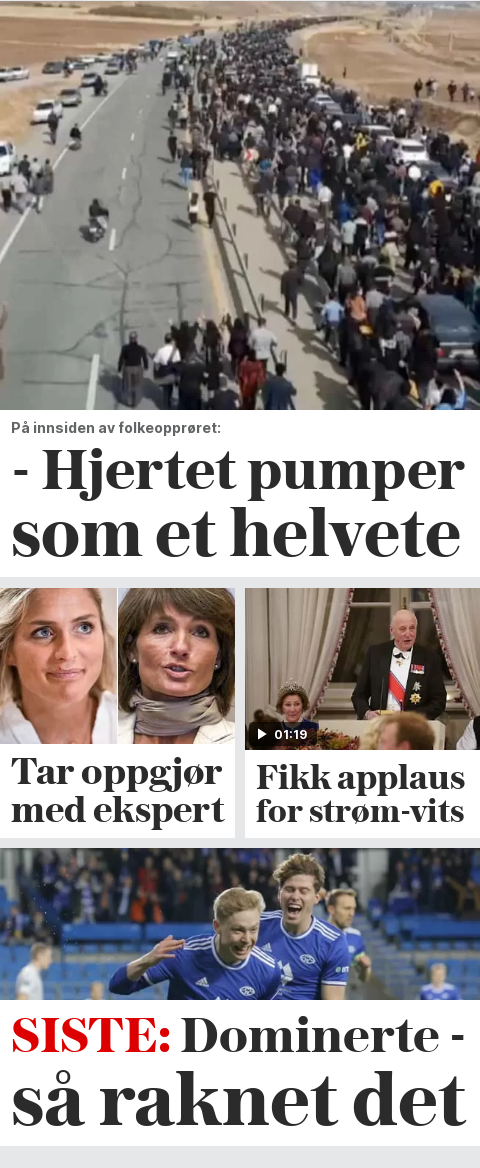 På innsiden av folkeopprøret:
- Hjertet pumper
som et helvete
Tar oppgjør
med ekspert
01:19
Fikk applaus
for strøm-vits
SISTE: Dominerte -
så raknet det